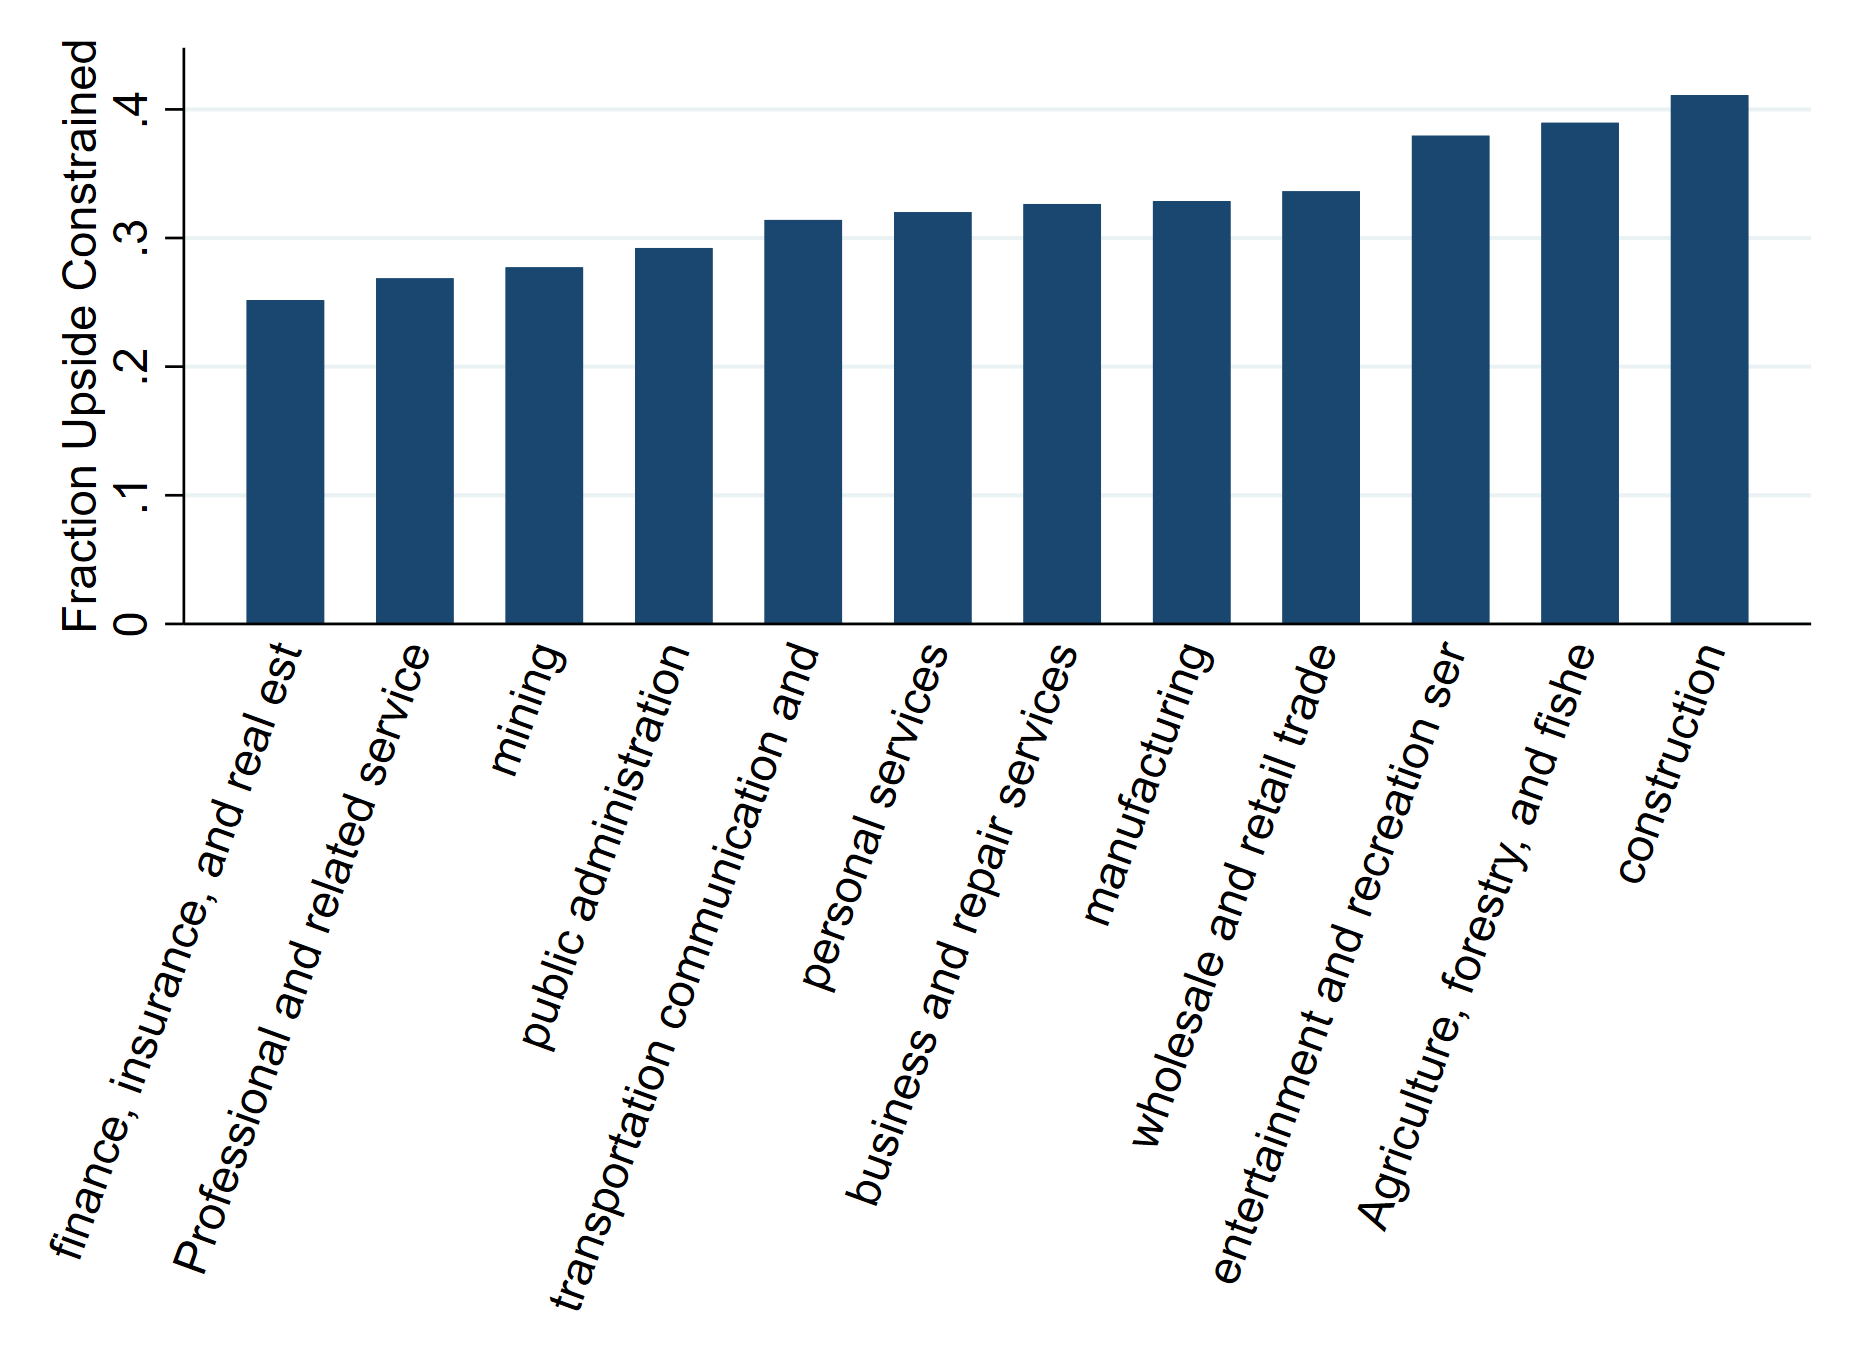 Fraction Upside Constrained
.4
.3
.2
.1
0
finance, insurance, and real est
Professional and related service
mining
public administration
transportation communication and
personal services
business and repair services
manufacturing
wholesale and retail trade
entertainment and recreation ser
Agriculture, forestry, and fishe
construction